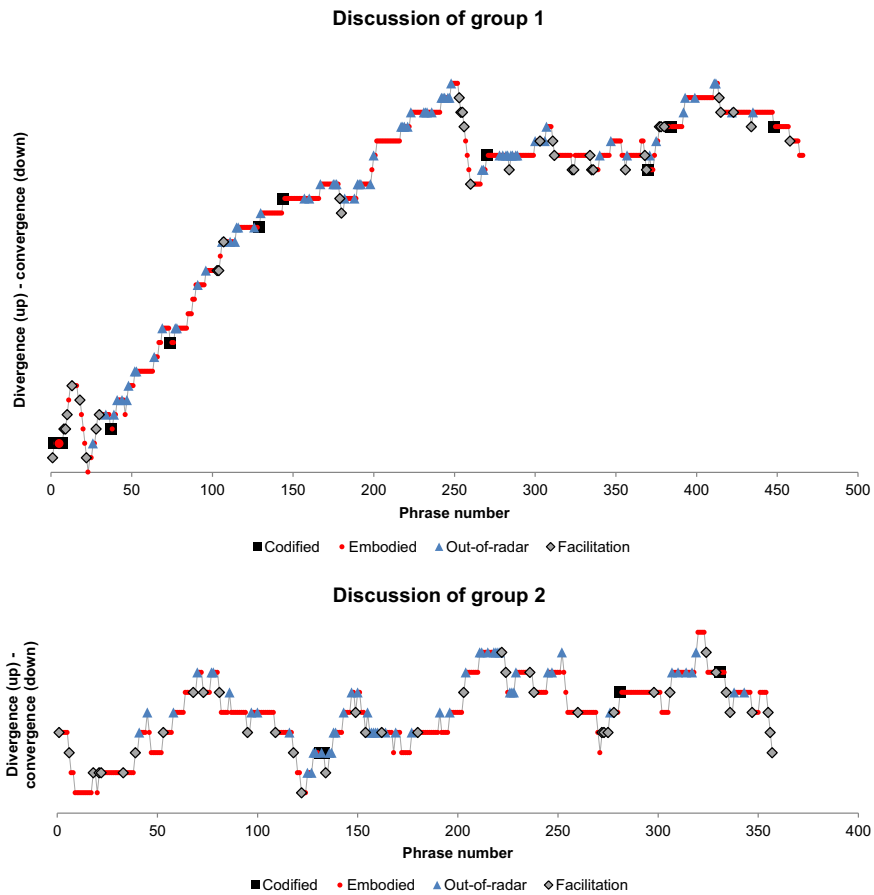 Discussion of group 1
Divergence (up) - convergence (down)
0 50 100 150 200 250 300 350 400 450 500
Phrase number
Codified Embodied Out-of-radar Facilitation
Discussion of group 2
Divergence (up) -
convergence (down)
0 50 100 150 200 250 300 350 400
Phrase number
Codified Embodied Out-of-radar Facilitation